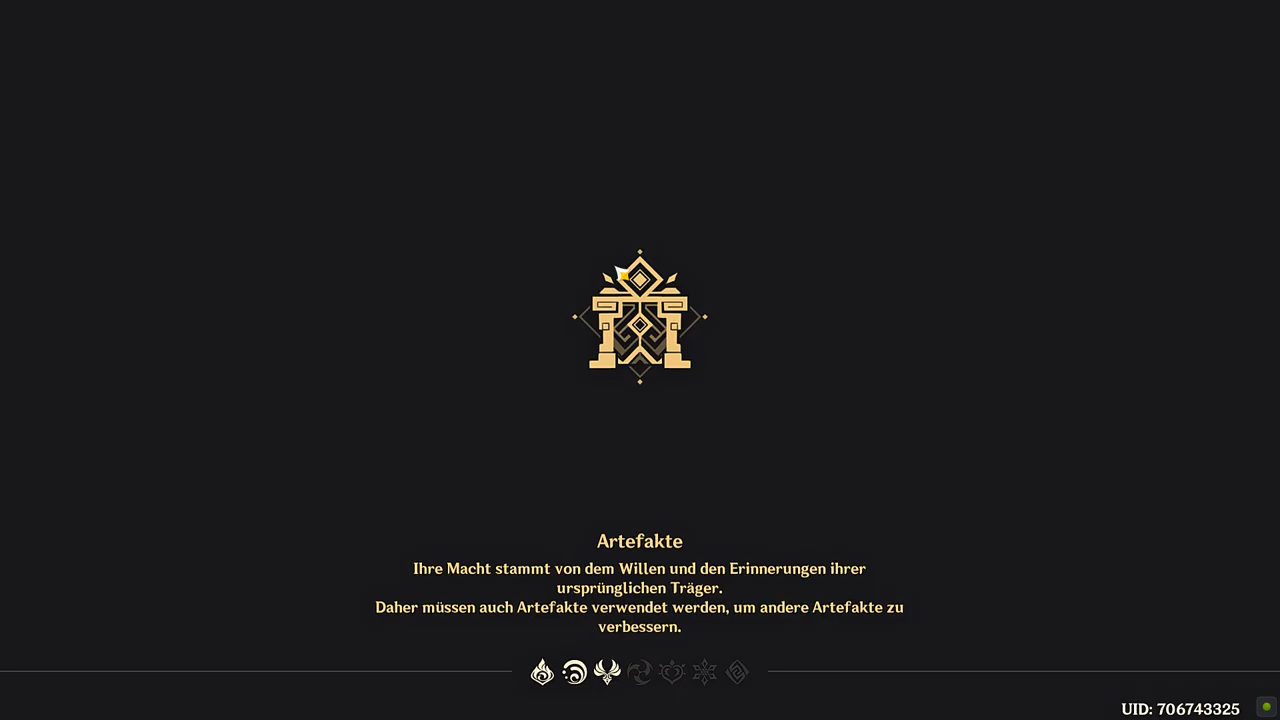 Artefakte
Ihre Macht stammt von dem Willen und den Erinnerungen ihrer
ursprünglichen Träger.
Daher müssen auch Artefakte verwendet werden, um andere Artefakte zu
verbessern.
UID: 706743325